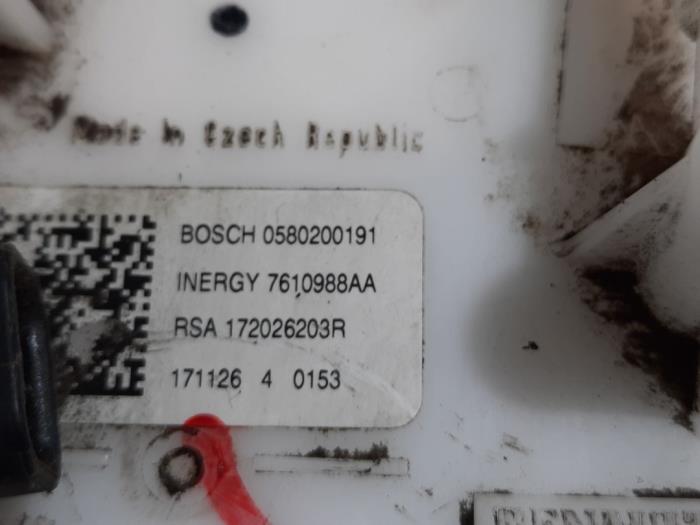 Made in Czech Republic
BOSCH 0580200191
INERGY 7610988AA
RSA 172026203R
171126 4 0153